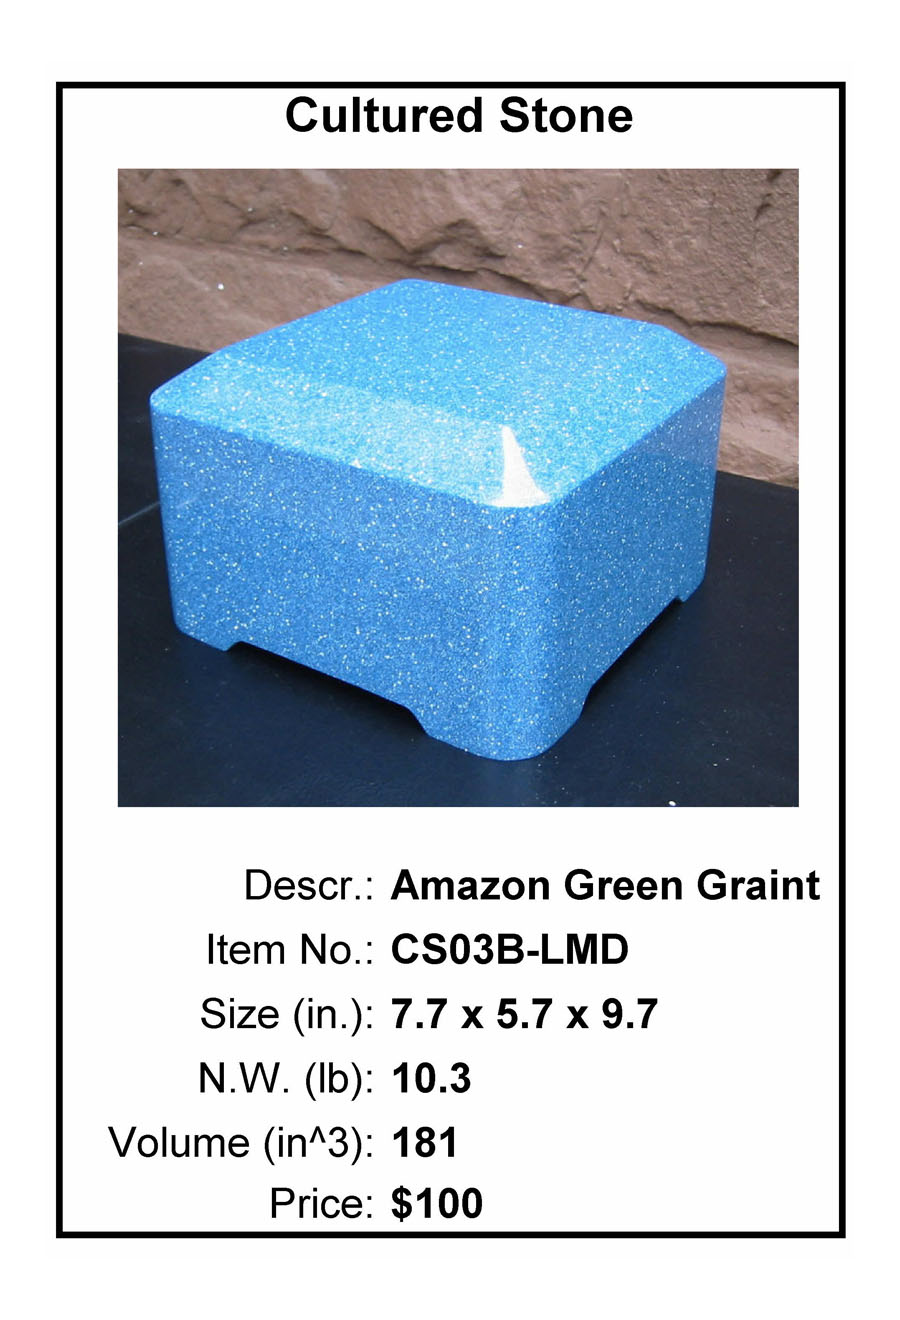 Cultured Stone
Descr.: Amazon Green Graint
Item No.: CS03B-LMD
Size (in.): 7.7 x 5.7 x 9.7
N.W. (lb): 10.3
Volume (in^3): 181
Price: $100